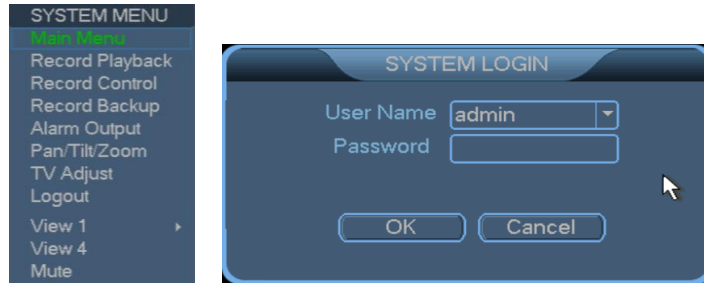 SYSTEM MENU
Main Menu
Record Playback
Record Control
Record Backup
Alarm Output
Pan/Tilt/Zoom
TV Adjust
Logout
View 1
View 4
Mute
SYSTEM LOGIN
User Name admin
Password
OK Cancel